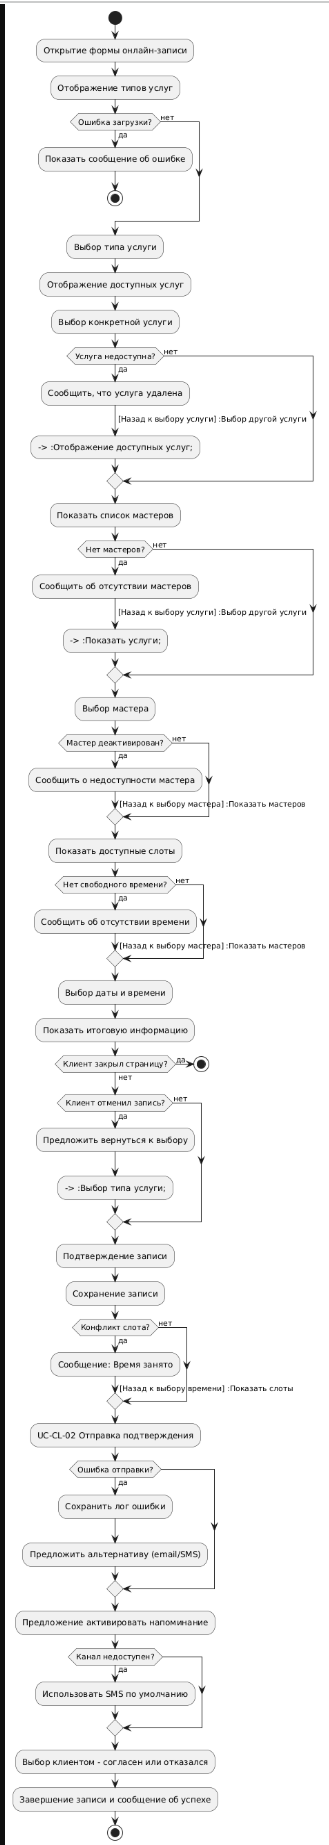 Открытие формы онлайн-записи
Отображение типов услуг
Ошибка загрузки?
нет
да
Показать сообщение об ошибке
Выбор типа услуги
Отображение доступных услуг
Выбор конкретной услуги
Услуга недоступна?
нет
да
Сообщить, что услуга удалена
[Назад к выбору услуги] :Выбор другой услуги
-> :Отображение доступных услуг;
Показать список мастеров
Нет мастеров?
нет
да
Сообщить об отсутствии мастеров
[Назад к выбору услуги] :Выбор другой услуги
-> :Показать услуги;
Выбор мастера
Мастер деактивирован?
нет
да
Сообщить о недоступности мастера
[Назад к выбору мастера] :Показать мастеров
Показать доступные слоты
Нет свободного времени?
нет
да
Сообщить об отсутствии времени
[Назад к выбору мастера] :Показать мастеров
Выбор даты и времени
Показать итоговую информацию
Клиент закрыл страницу?
да
нет
Клиент отменил запись?
нет
да
Предложить вернуться к выбору
-> :Выбор типа услуги;
Подтверждение записи
Сохранение записи
Конфликт слота?
нет
да
Сообщение: Время занято
[Назад к выбору времени] :Показать слоты
UC-CL-02 Отправка подтверждения
Ошибка отправки?
да
Сохранить лог ошибки
Предложить альтернативу (email/SMS)
Предложение активировать напоминание
Канал недоступен?
да
Использовать SMS по умолчанию
Выбор клиентом - согласен или отказался
Завершение записи и сообщение об успехе